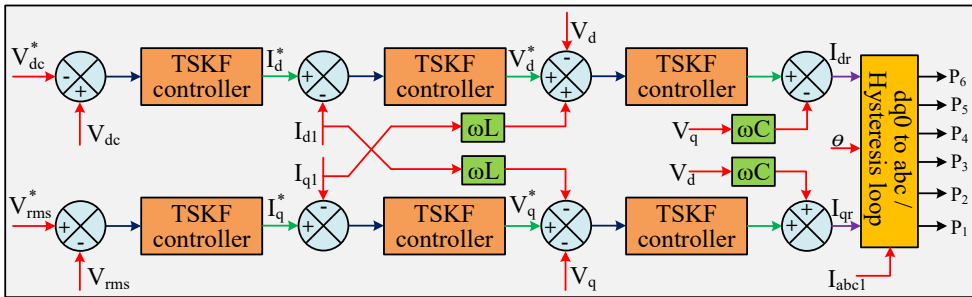 V*dc
-
+
Vdc
TSKF
controller
I*d
+
-
Id1
TSKF
controller
V*d
Vd
-
+
+
ωL
TSKF
controller
+
-
Idr
Vq
ωC
V*rms
+
-
Vrms
TSKF
controller
I*q
Iq1
-
+
TSKF
controller
V*q
ωL
-
+
-
Vq
TSKF
controller
Vd
ωC
+
+
Iqr
θ
dq0 to abc /
Hysteresis loop
Iabc1
P6
P5
P4
P3
P2
P1